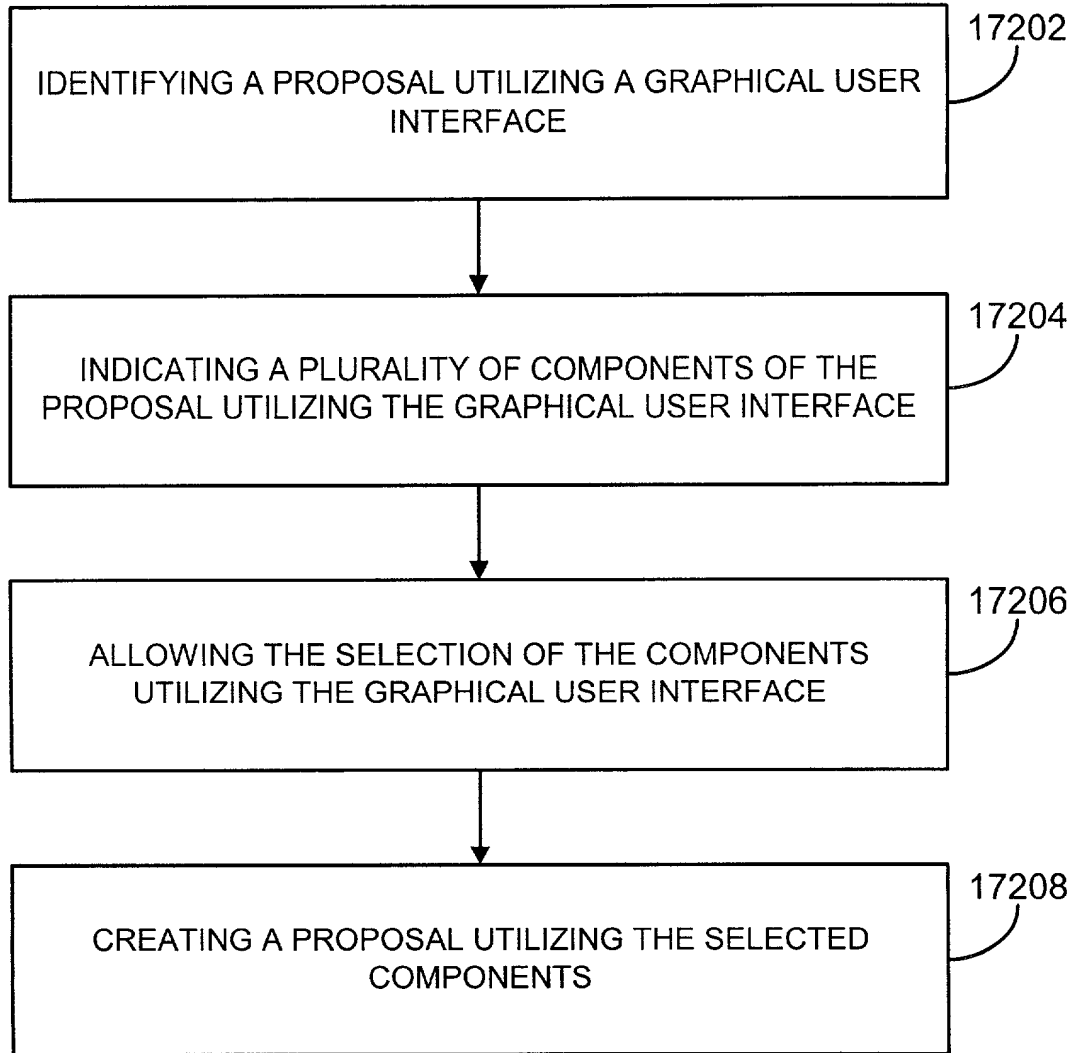 17202
IDENTIFYING A PROPOSAL UTILIZING A GRAPHICAL USER
INTERFACE
17204
INDICATING A PLURALITY OF COMPONENTS OF THE
PROPOSAL UTILIZING THE GRAPHICAL USER INTERFACE
17206
ALLOWING THE SELECTION OF THE COMPONENTS
UTILIZING THE GRAPHICAL USER INTERFACE
17208
CREATING A PROPOSAL UTILIZING THE SELECTED
COMPONENTS